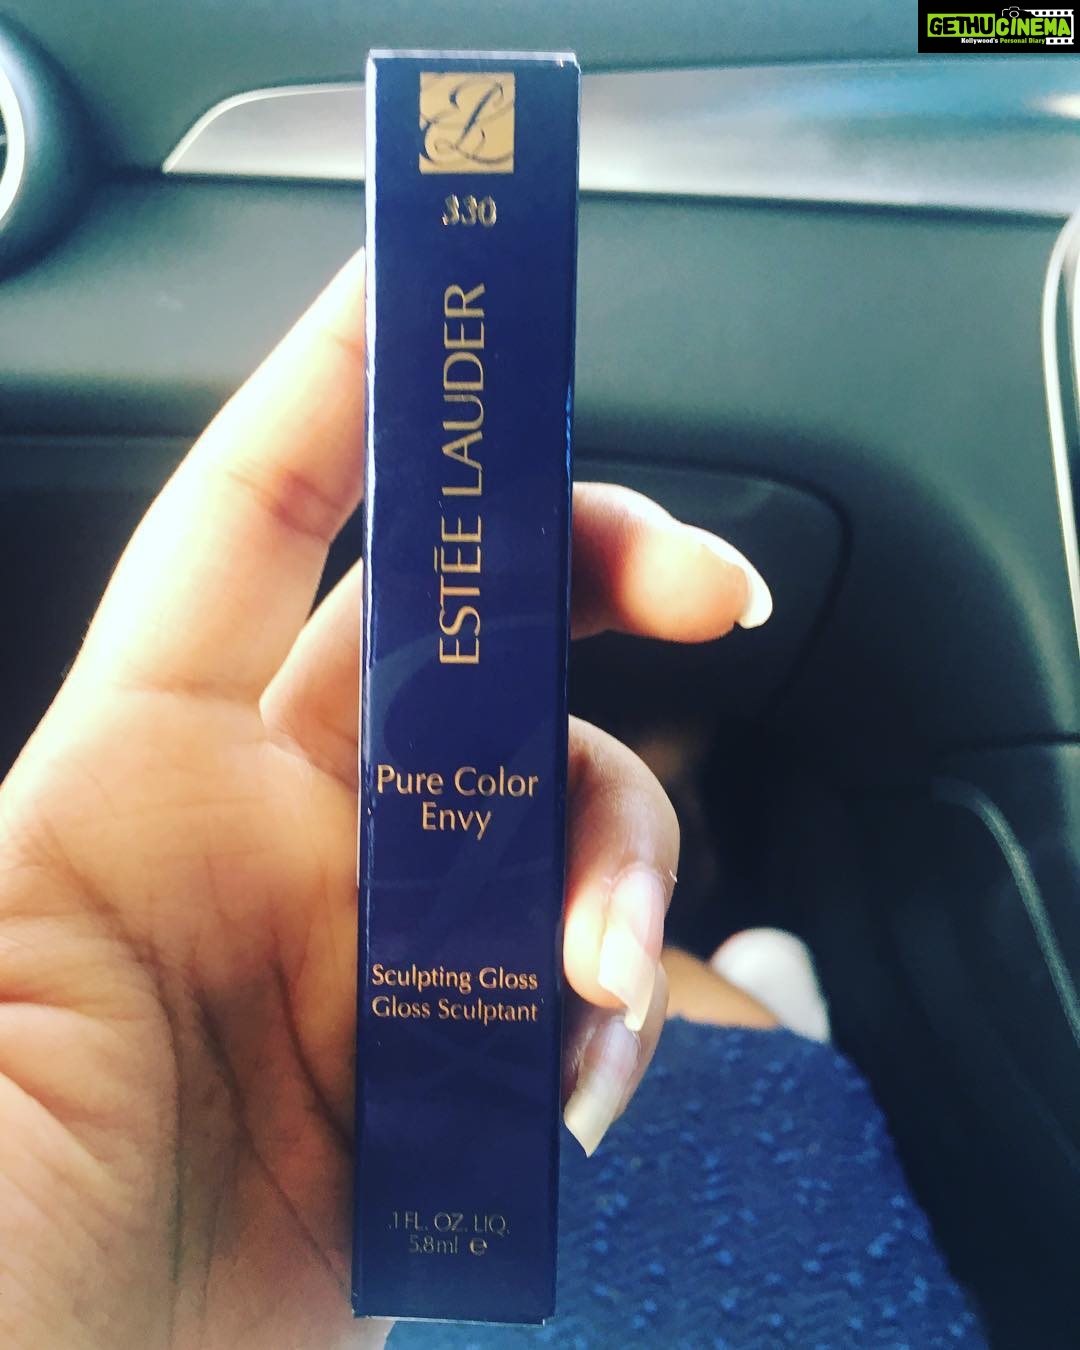 GETHUCINEMA
Kollywood's Personal Diary
EL
330
ESTĒE LAUDER
Pure Color
Envy
Sculpting Gloss
Gloss Sculptant
.1 FL. OZ. LIQ.
5.8ml ℮